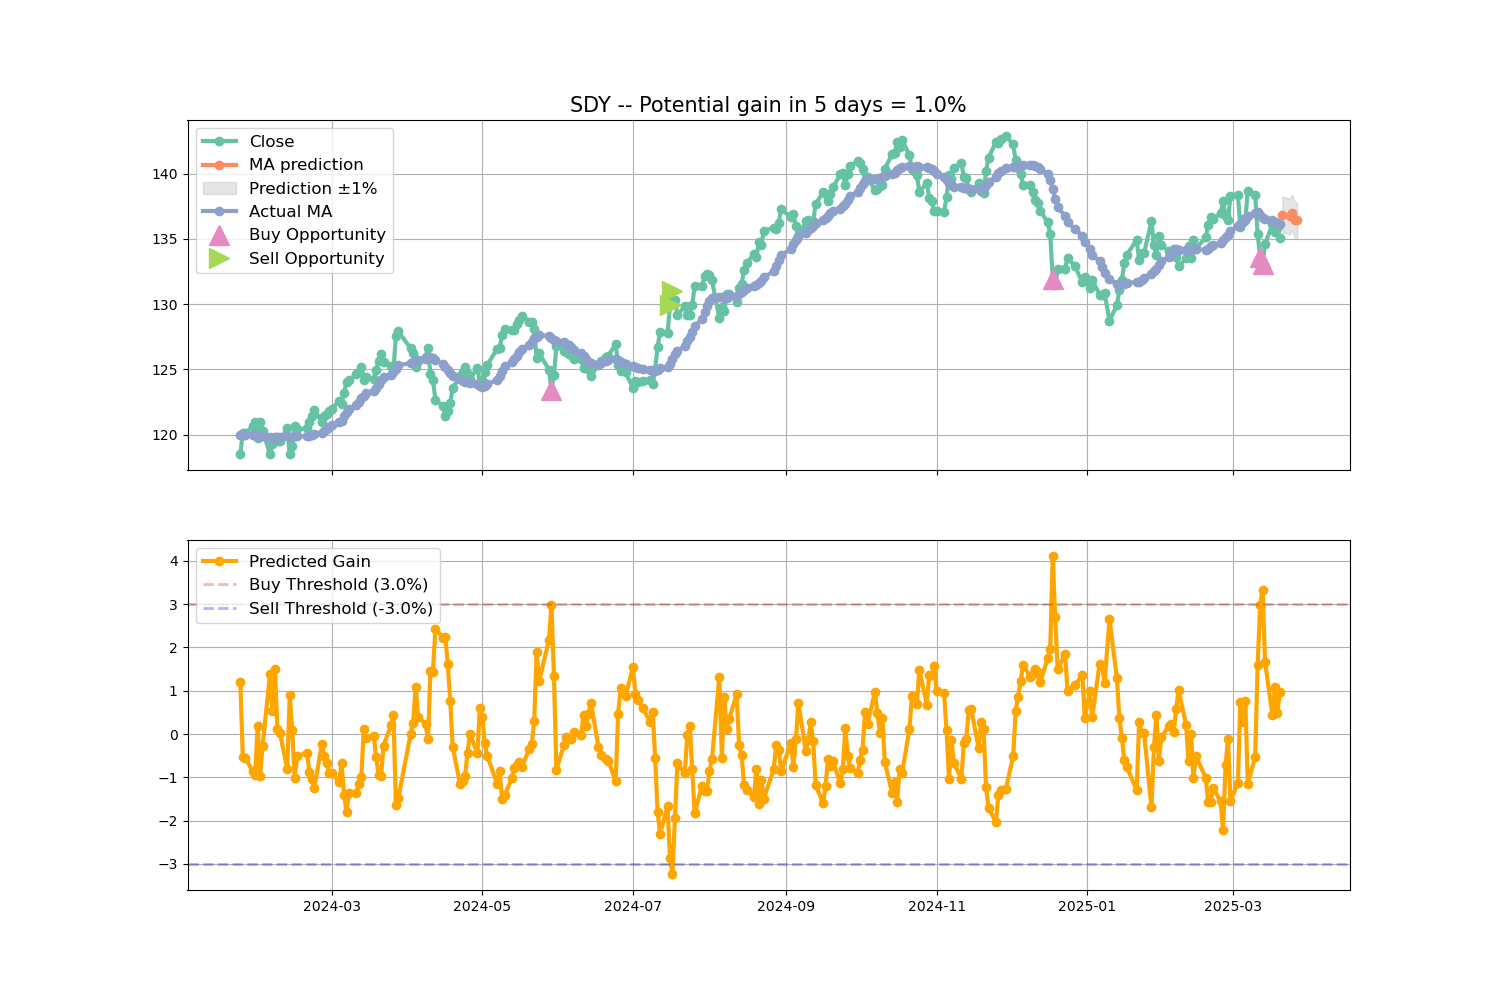 SDY -- Potential gain in 5 days = 1.0%
Close
MA prediction
Prediction ±1%
Actual MA
Buy Opportunity
Sell Opportunity
140
135
130
125
120
Predicted Gain
Buy Threshold (3.0%)
Sell Threshold (-3.0%)
4
3
2
1
0
−1
−2
−3
2024-03 2024-05 2024-07 2024-09 2024-11 2025-01 2025-03